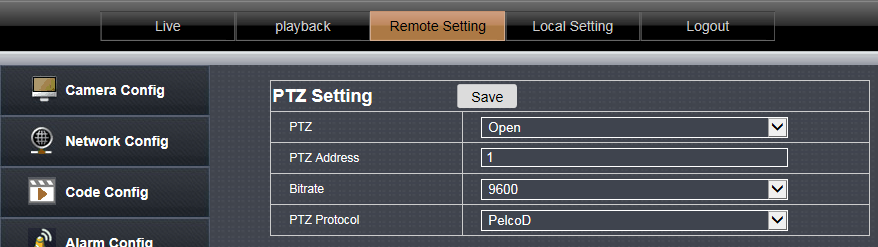 Live playback Remote Setting Local Setting Logout
Camera Config
Network Config
Code Config
Alarm Config
PTZ Setting Save
PTZ Open
PTZ Address 1
Bitrate 9600
PTZ Protocol PelcoD